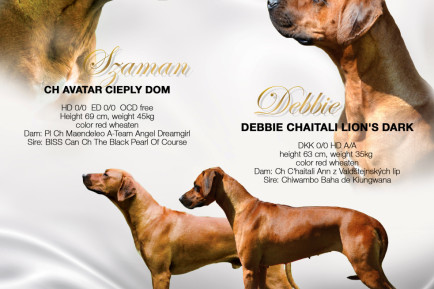 Szaman
CH AVATAR CIEPLY DOM
HD 0/0 ED 0/0 OCD free
Height 69 cm, weight 45kg
color red wheaten
Dam: Pl Ch Maendeleo A-Team Angel Dreamgirl
Sire: BISS Can Ch The Black Pearl Of Course
Debbie
DEBBIE CHAITALI LION'S DARK
DKK 0/0 HD A/A
height 63 cm, weight 35kg
color red wheaten
Dam: Ch C'haitali Ann z Valdštejnských lip
Sire: Chiwambo Baha de Klungwana